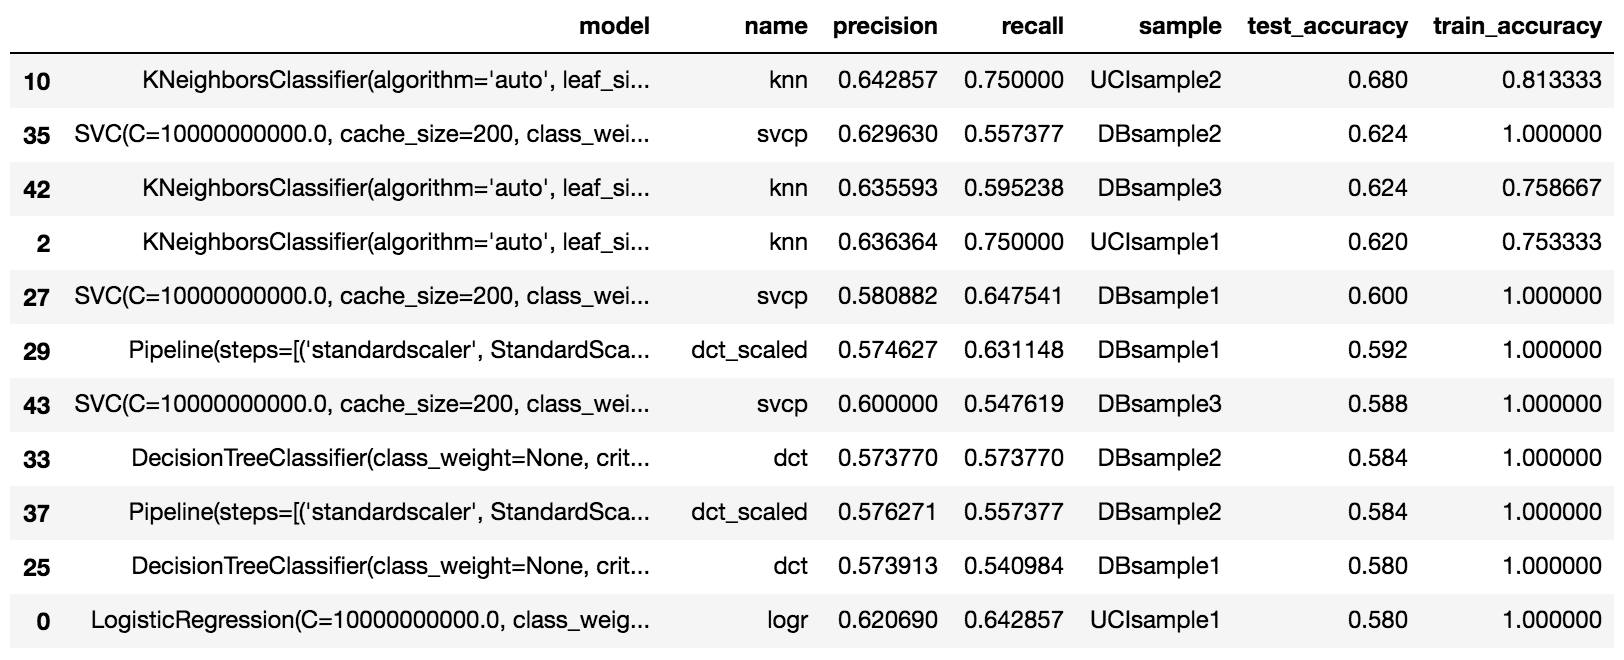 model name precision recall sample test_accuracy train_accuracy
10 KNeighborsClassifier(algorithm='auto', leaf_si... knn 0.642857 0.750000 UCIsample2 0.680 0.813333
35 SVC(C=10000000000.0, cache_size=200, class_wei... svcp 0.629630 0.557377 DBsample2 0.624 1.000000
42 KNeighborsClassifier(algorithm='auto', leaf_si... knn 0.635593 0.595238 DBsample3 0.624 0.758667
2 KNeighborsClassifier(algorithm='auto', leaf_si... knn 0.636364 0.750000 UCIsample1 0.620 0.753333
27 SVC(C=10000000000.0, cache_size=200, class_wei... svcp 0.580882 0.647541 DBsample1 0.600 1.000000
29 Pipeline(steps=[('standardscaler', StandardSca... dct_scaled 0.574627 0.631148 DBsample1 0.592 1.000000
43 SVC(C=10000000000.0, cache_size=200, class_wei... svcp 0.600000 0.547619 DBsample3 0.588 1.000000
33 DecisionTreeClassifier(class_weight=None, crit... dct 0.573770 0.573770 DBsample2 0.584 1.000000
37 Pipeline(steps=[('standardscaler', StandardSca... dct_scaled 0.576271 0.557377 DBsample2 0.584 1.000000
25 DecisionTreeClassifier(class_weight=None, crit... dct 0.573913 0.540984 DBsample1 0.580 1.000000
0 LogisticRegression(C=10000000000.0, class_weig... logr 0.620690 0.642857 UCIsample1 0.580 1.000000